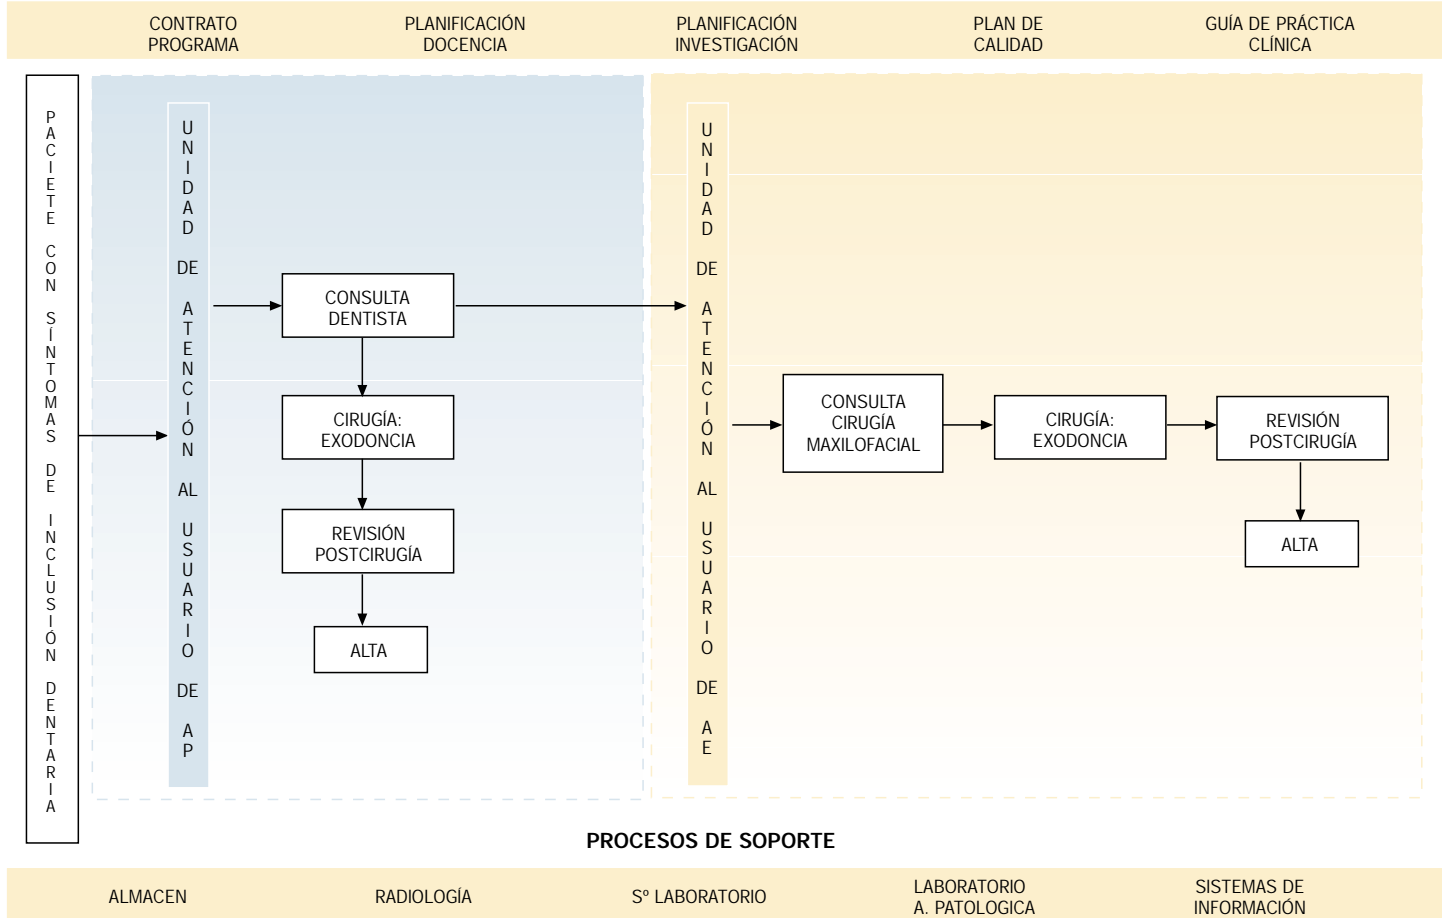 CONTRATO
PROGRAMA
PLANIFICACIÓN
DOCENCIA
PLANIFICACIÓN
INVESTIGACIÓN
PLAN DE
CALIDAD
GUÍA DE PRÁCTICA
CLÍNICA
PACIETE CON SÍNTOMAS DE INCLUSIÓN DENTARIA
UNIDAD DE ATENCIÓN AL USUARIO DE AP
CONSULTA
DENTISTA
CIRUGÍA:
EXODONCIA
REVISIÓN
POSTCIRUGÍA
ALTA
UNIDAD DE ATENCIÓN AL USUARIO DE AE
CONSULTA
CIRUGÍA
MAXILOFACIAL
CIRUGÍA:
EXODONCIA
REVISIÓN
POSTCIRUGÍA
ALTA
PROCESOS DE SOPORTE
ALMACEN
RADIOLOGÍA
Sº LABORATORIO
LABORATORIO
A. PATOLOGICA
SISTEMAS DE
INFORMACIÓN